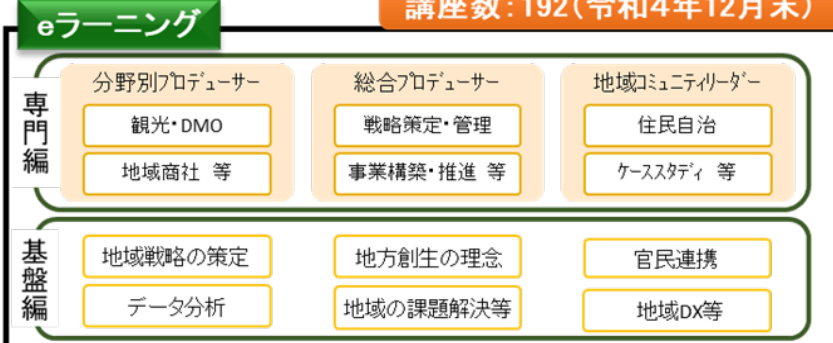 eラーニング
講座数:192(令和4年12月末)
専門編
分野別ﾌﾟﾛﾃﾞｭｰｻｰ
総合ﾌﾟﾛﾃﾞｭｰｻｰ
地域ｺﾐｭﾆﾃｨﾘｰﾀﾞｰ
観光・DMO
戦略策定・管理
住民自治
地域商社 等
事業構築・推進 等
ｹｰｽｽﾀﾃﾞｨ 等
基盤編
地域戦略の策定
地方創生の理念
官民連携
データ分析
地域の課題解決等
地域DX等